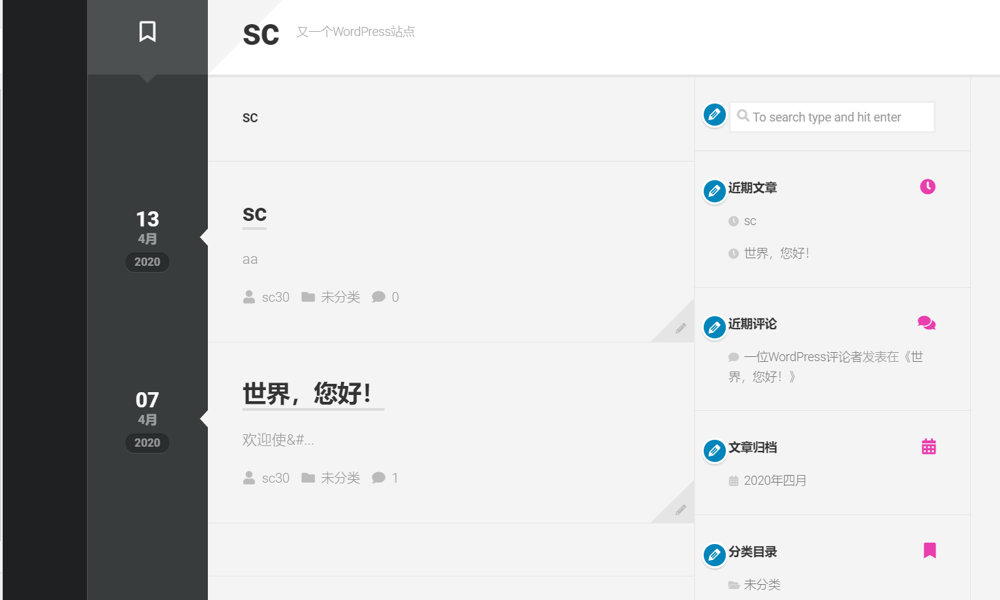 sc
又一个WordPress站点
sc
13
4月
2020
sc
aa
sc30 未分类 0
07
4月
2020
世界，您好！
欢迎使&#...
sc30 未分类 1
To search type and hit enter
近期文章
sc
世界，您好！
近期评论
一位WordPress评论者发表在《世
界，您好！》
文章归档
2020年四月
分类目录
未分类